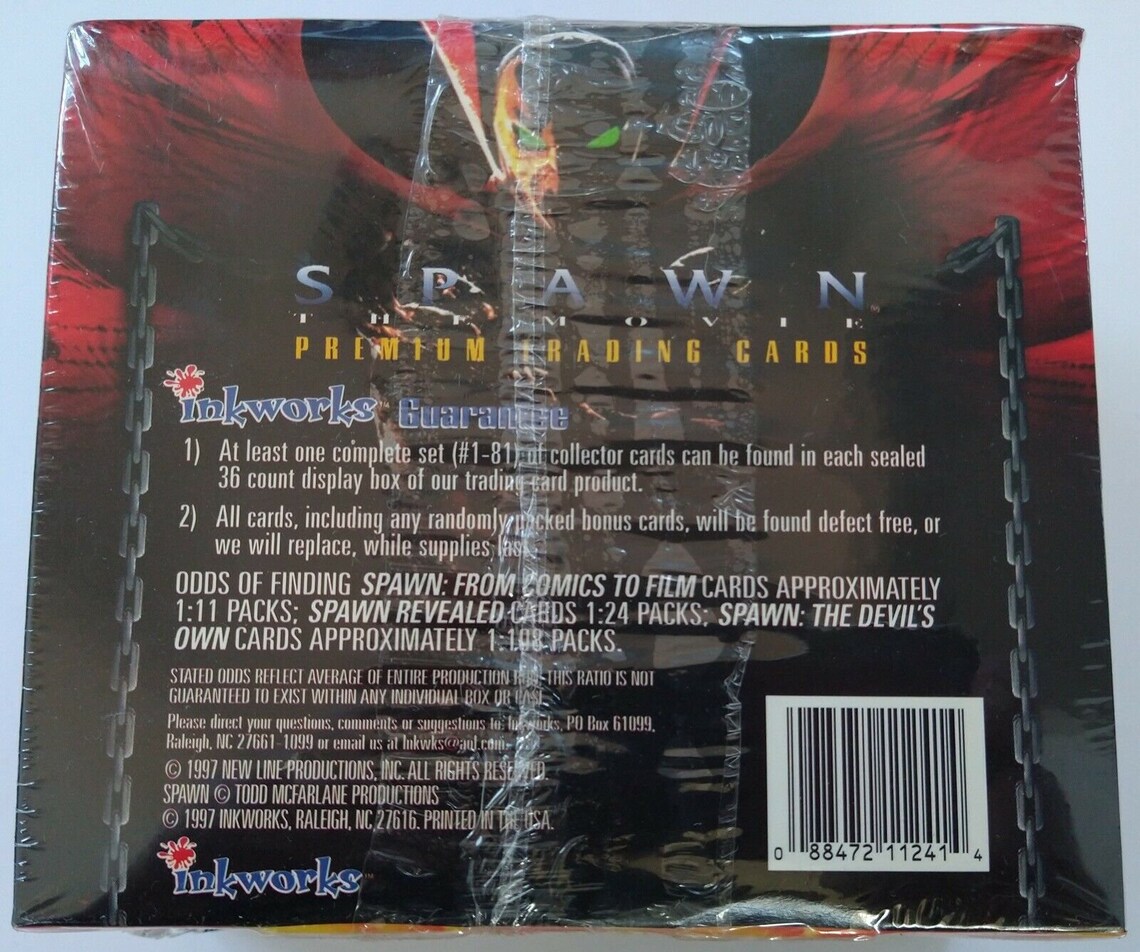 SPAWN
THE MOVIE
PREMIUM TRADING CARDS
inkworks™ Guarantee
1) At least one complete set (#1-81) of collector cards can be found in each sealed
36 count display box of our trading card product.
2) All cards, including any randomly packed bonus cards, will be found defect free, or
we will replace, while supplies last.
ODDS OF FINDING SPAWN: FROM COMICS TO FILM CARDS APPROXIMATELY
1:11 PACKS; SPAWN REVEALED CARDS 1:24 PACKS; SPAWN: THE DEVIL'S
OWN CARDS APPROXIMATELY 1:108 PACKS.
STATED ODDS REFLECT AVERAGE OF ENTIRE PRODUCTION THIS RATIO IS NOT
GUARANTEED TO EXIST WITHIN ANY INDIVIDUAL BOX OR CASE
Please direct your questions, comments or suggestions to: Inkworks, PO Box 61099,
Raleigh, NC 27661-1099 or email us at Inkwks@aol.com
© 1997 NEW LINE PRODUCTIONS, INC. ALL RIGHTS RESERVED.
SPAWN © TODD MCFARLANE PRODUCTIONS
© 1997 INKWORKS, RALEIGH, NC 27616. PRINTED IN THE USA.
inkworks™
0 88472 11241 4